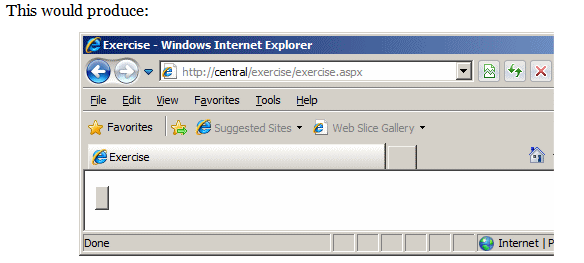 This would produce:
Exercise - Windows Internet Explorer
http://central/exercise/exercise.aspx
File Edit View Favorites Tools Help
Favorites Suggested Sites Web Slice Gallery
Exercise
Done Internet | P